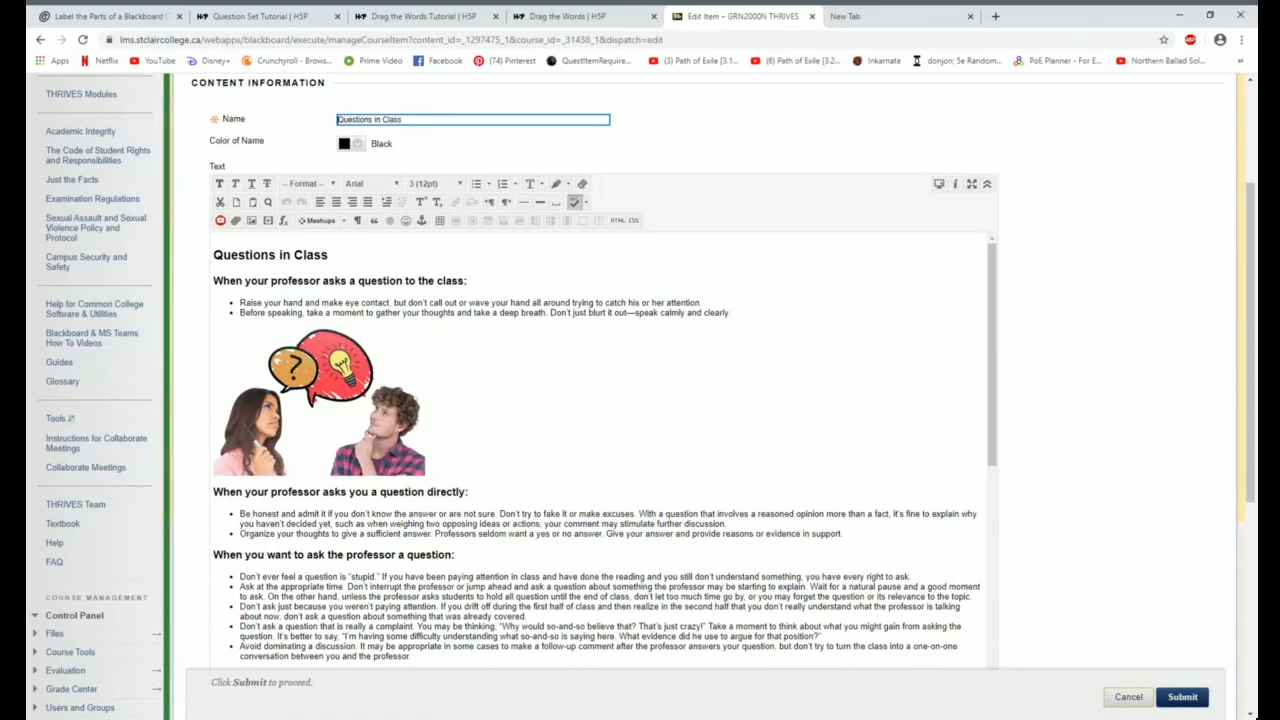 Label the Parts of a Blackboard C
Question Set Tutorial | H5P
Drag the Words Tutorial | H5P
Drag the Words | H5P
Edit Item – GRN2000N THRIVES
New Tab
lms.stclaircollege.ca/webapps/blackboard/execute/manageCourseItem?content_id=_1297475_1&course_id=_31438_1&dispatch=edit
Apps
Netflix
YouTube
Disney+
Crunchyroll - Brows...
Prime Video
Facebook
(74) Pinterest
QuestItemRequire...
(3) Path of Exile [3.1...
(6) Path of Exile [3.2...
Inkarnate
donjon; 5e Random...
PoE Planner - For E...
Northern Ballad Sol...
THRIVES Modules
Academic Integrity
The Code of Student Rights
and Responsibilities
Just the Facts
Examination Regulations
Sexual Assault and Sexual
Violence Policy and
Protocol
Campus Security and
Safety
Help for Common College
Software & Utilities
Blackboard & MS Teams
How To Videos
Guides
Glossary
Tools
Instructions for Collaborate
Meetings
Collaborate Meetings
THRIVES Team
Textbook
Help
FAQ
COURSE MANAGEMENT
Control Panel
Files
Course Tools
Evaluation
Grade Center
Users and Groups
CONTENT INFORMATION
Name
Questions in Class
Color of Name
Black
Text
-- Format --
Arial
3 (12pt)
Mashups
HTML CSS
Questions in Class
When your professor asks a question to the class:
• Raise your hand and make eye contact, but don't call out or wave your hand all around trying to catch his or her attention.
• Before speaking, take a moment to gather your thoughts and take a deep breath. Don't just blurt it out—speak calmly and clearly.
?
When your professor asks you a question directly:
• Be honest and admit it if you don't know the answer or are not sure. Don't try to fake it or make excuses. With a question that involves a reasoned opinion more than a fact, it's fine to explain why
you haven't decided yet, such as when weighing two opposing ideas or actions; your comment may stimulate further discussion.
• Organize your thoughts to give a sufficient answer. Professors seldom want a yes or no answer. Give your answer and provide reasons or evidence in support.
When you want to ask the professor a question:
• Don't ever feel a question is "stupid." If you have been paying attention in class and have done the reading and you still don't understand something, you have every right to ask.
• Ask at the appropriate time. Don't interrupt the professor or jump ahead and ask a question about something the professor may be starting to explain. Wait for a natural pause and a good moment
to ask. On the other hand, unless the professor asks students to hold all question until the end of class, don't let too much time go by, or you may forget the question or its relevance to the topic.
• Don't ask just because you weren't paying attention. If you drift off during the first half of class and then realize in the second half that you don't really understand what the professor is talking
about now, don't ask a question about something that was already covered.
• Don't ask a question that is really a complaint. You may be thinking, "Why would so-and-so believe that? That's just crazy!" Take a moment to think about what you might gain from asking the
question. It's better to say, "I'm having some difficulty understanding what so-and-so is saying here. What evidence did he use to argue for that position?"
• Avoid dominating a discussion. It may be appropriate in some cases to make a follow-up comment after the professor answers your question, but don't try to turn the class into a one-on-one
conversation between you and the professor.
Click Submit to proceed.
Cancel
Submit